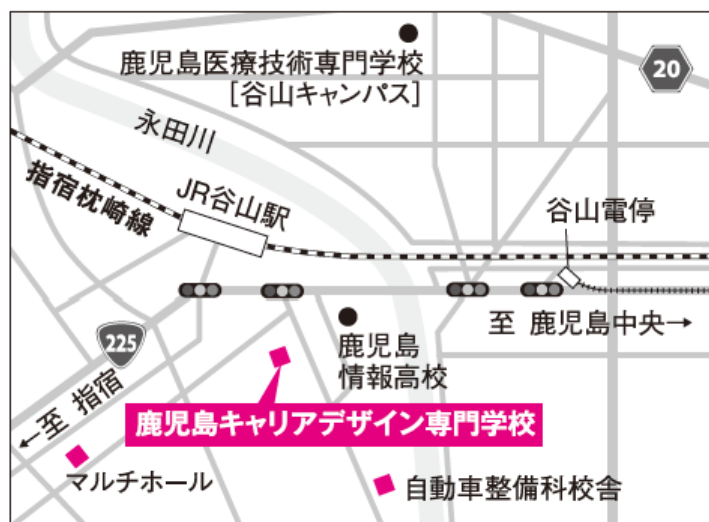 鹿児島医療技術専門学校
[谷山キャンパス]
20
永田川
JR谷山駅
指宿枕崎線
谷山電停
至 鹿児島中央→
225
鹿児島
情報高校
←至 指宿
鹿児島キャリアデザイン専門学校
マルチホール
自動車整備科校舎